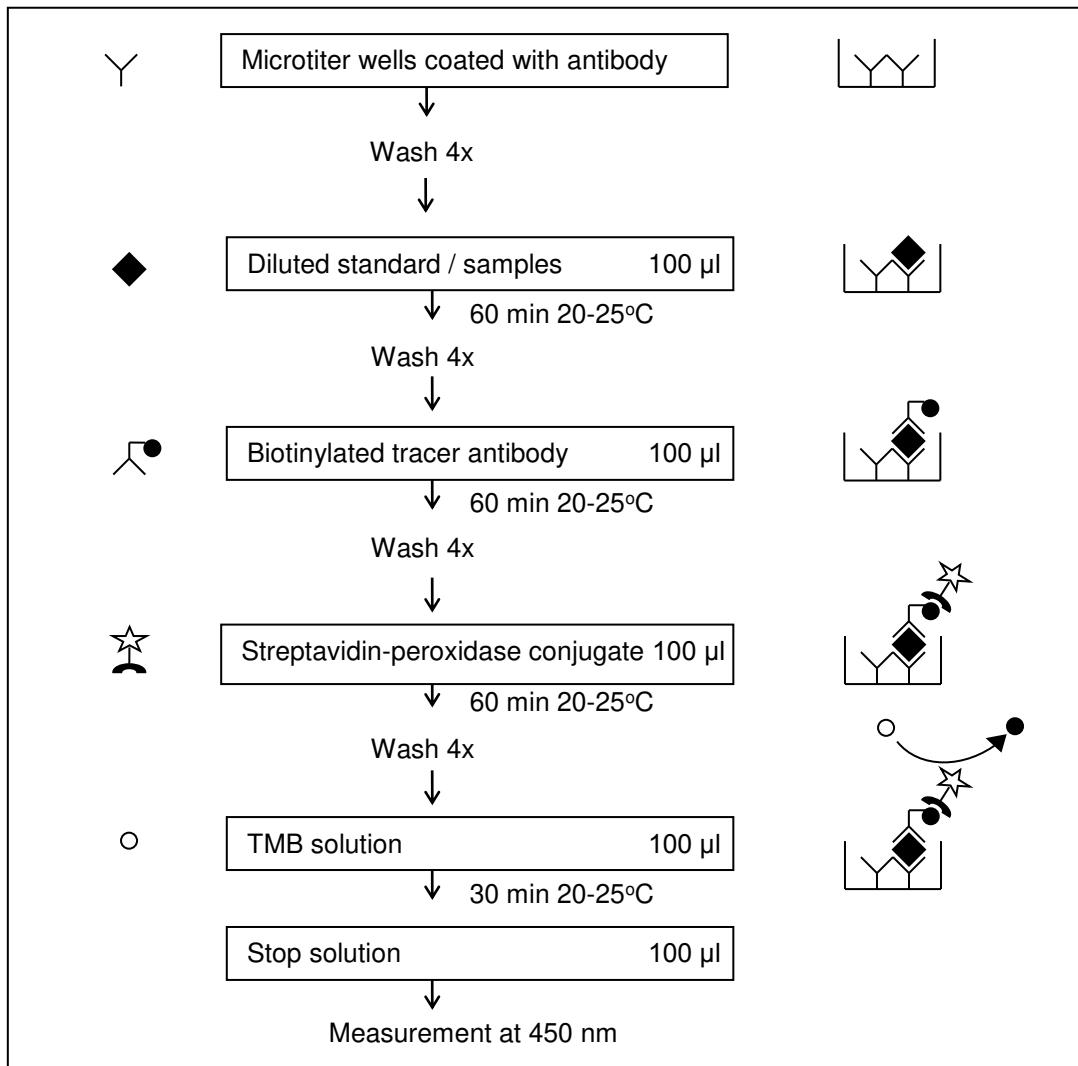 Microtiter wells coated with antibody
Wash 4x
Diluted standard / samples 100 µl
60 min 20-25°C
Wash 4x
Biotinylated tracer antibody 100 µl
60 min 20-25°C
Wash 4x
Streptavidin-peroxidase conjugate 100 µl
60 min 20-25°C
Wash 4x
TMB solution 100 µl
30 min 20-25°C
Stop solution 100 µl
Measurement at 450 nm